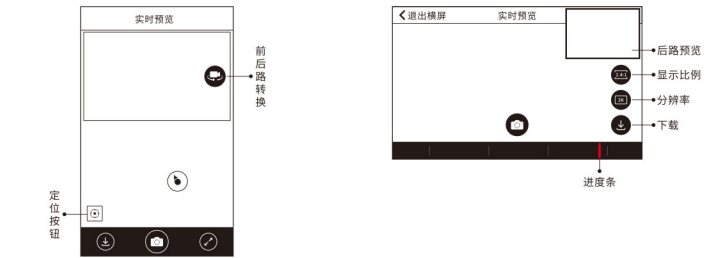 实时预览
前后路转换
定位按钮
退出横屏
实时预览
后路预览
2.4:1
显示比例
2K
分辨率
下载
进度条